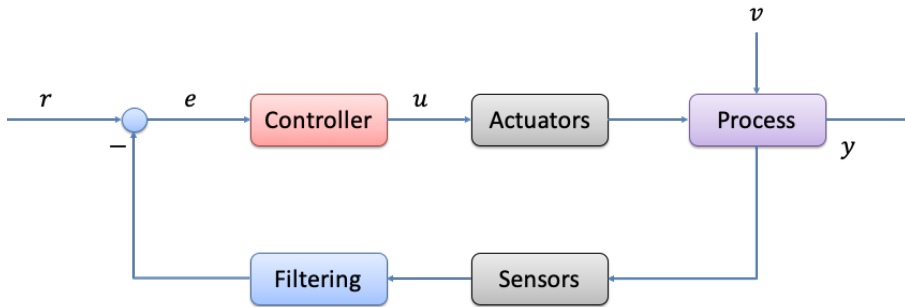 v
r
e
Controller
u
Actuators
Process
−
y
Filtering
Sensors